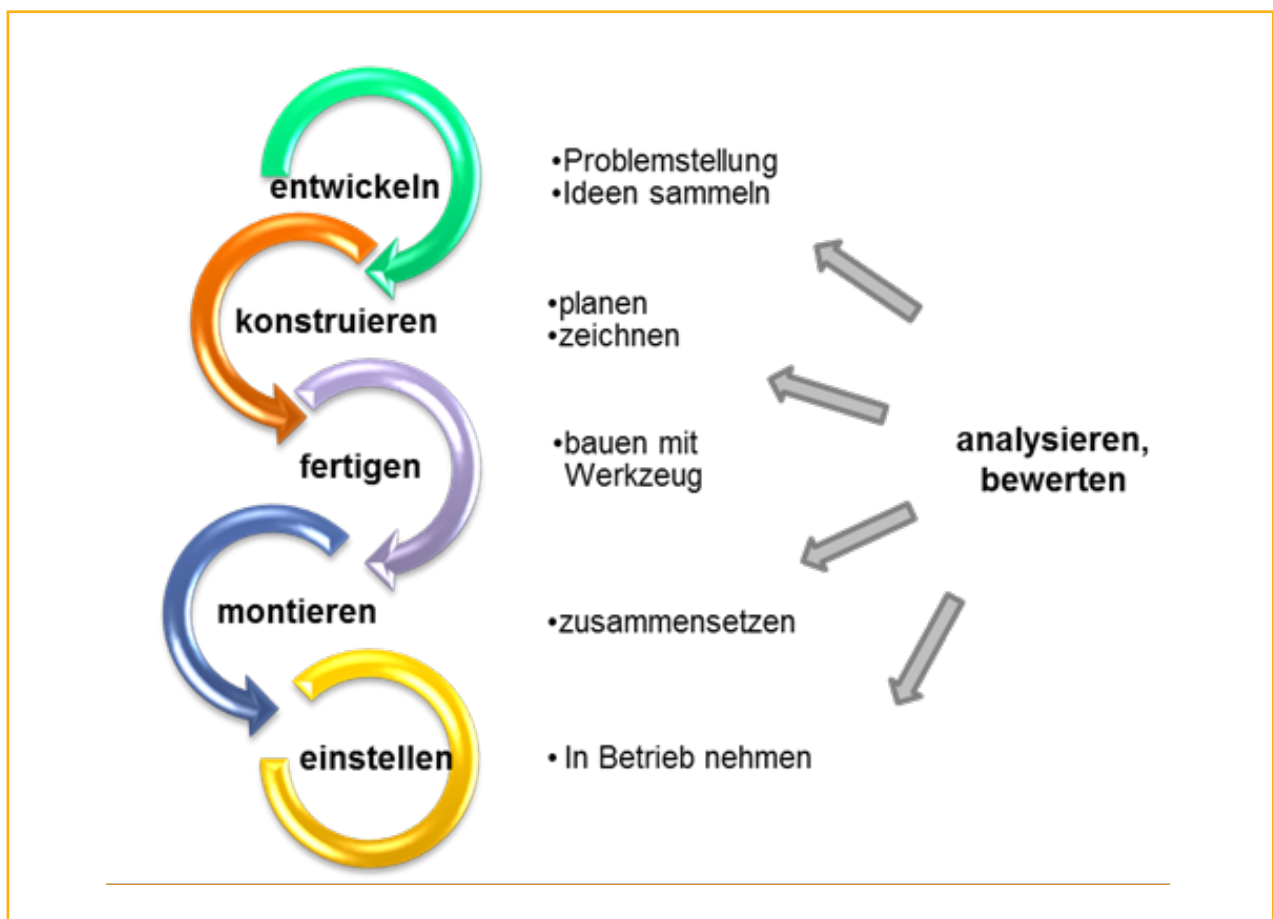 entwickeln
•Problemstellung
•Ideen sammeln
konstruieren
•planen
•zeichnen
fertigen
•bauen mit
Werkzeug
analysieren,
bewerten
montieren
•zusammensetzen
einstellen
• In Betrieb nehmen